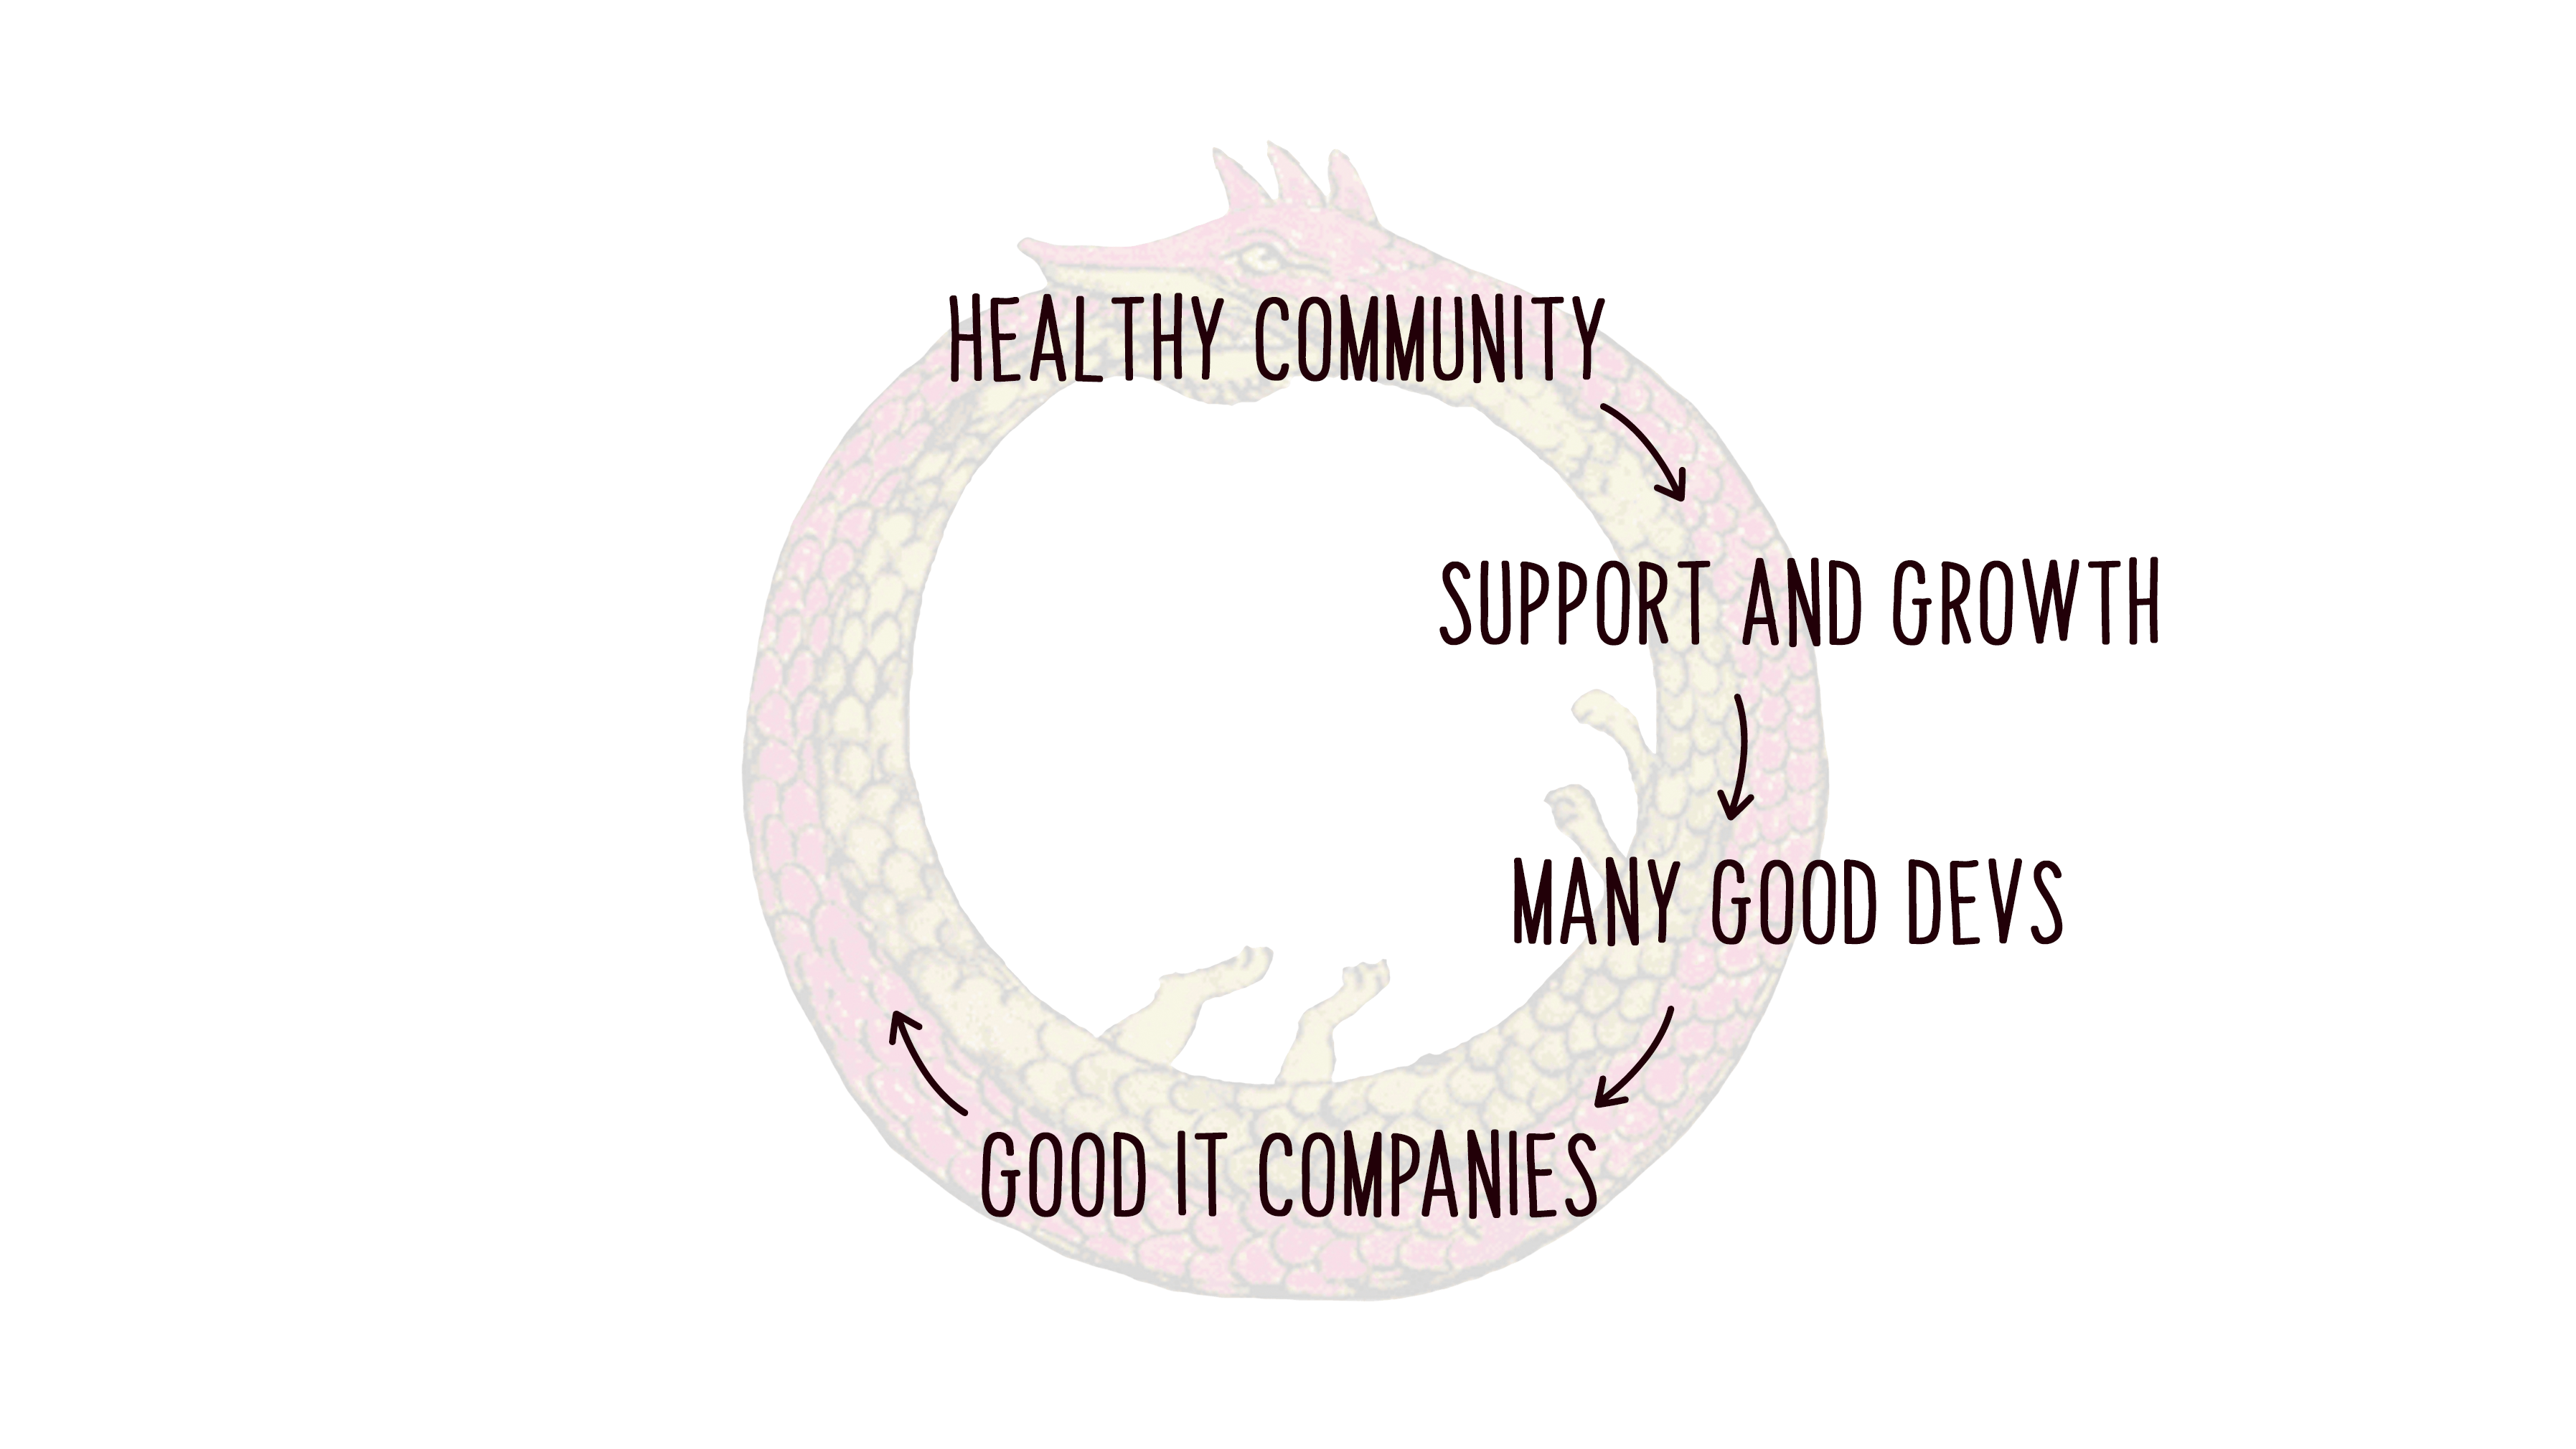 HEALTHY COMMUNITY
SUPPORT AND GROWTH
MANY GOOD DEVS
GOOD IT COMPANIES